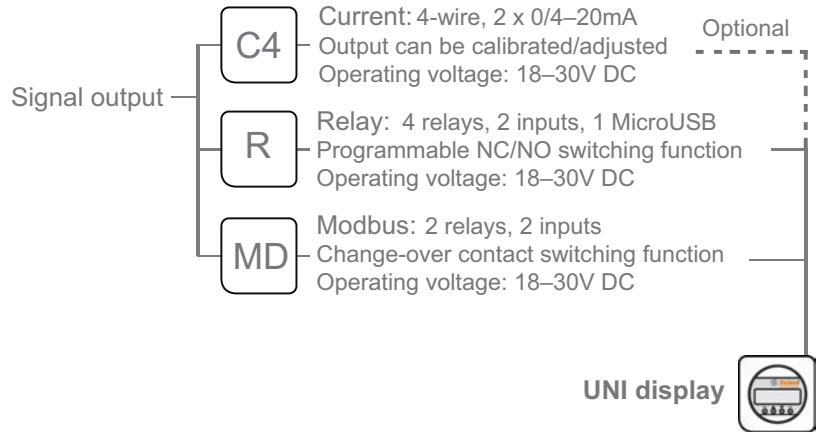 Signal output
C4
Current: 4-wire, 2 x 0/4–20mA
Output can be calibrated/adjusted
Operating voltage: 18–30V DC
Optional
R
Relay: 4 relays, 2 inputs, 1 MicroUSB
Programmable NC/NO switching function
Operating voltage: 18–30V DC
MD
Modbus: 2 relays, 2 inputs
Change-over contact switching function
Operating voltage: 18–30V DC
UNI display